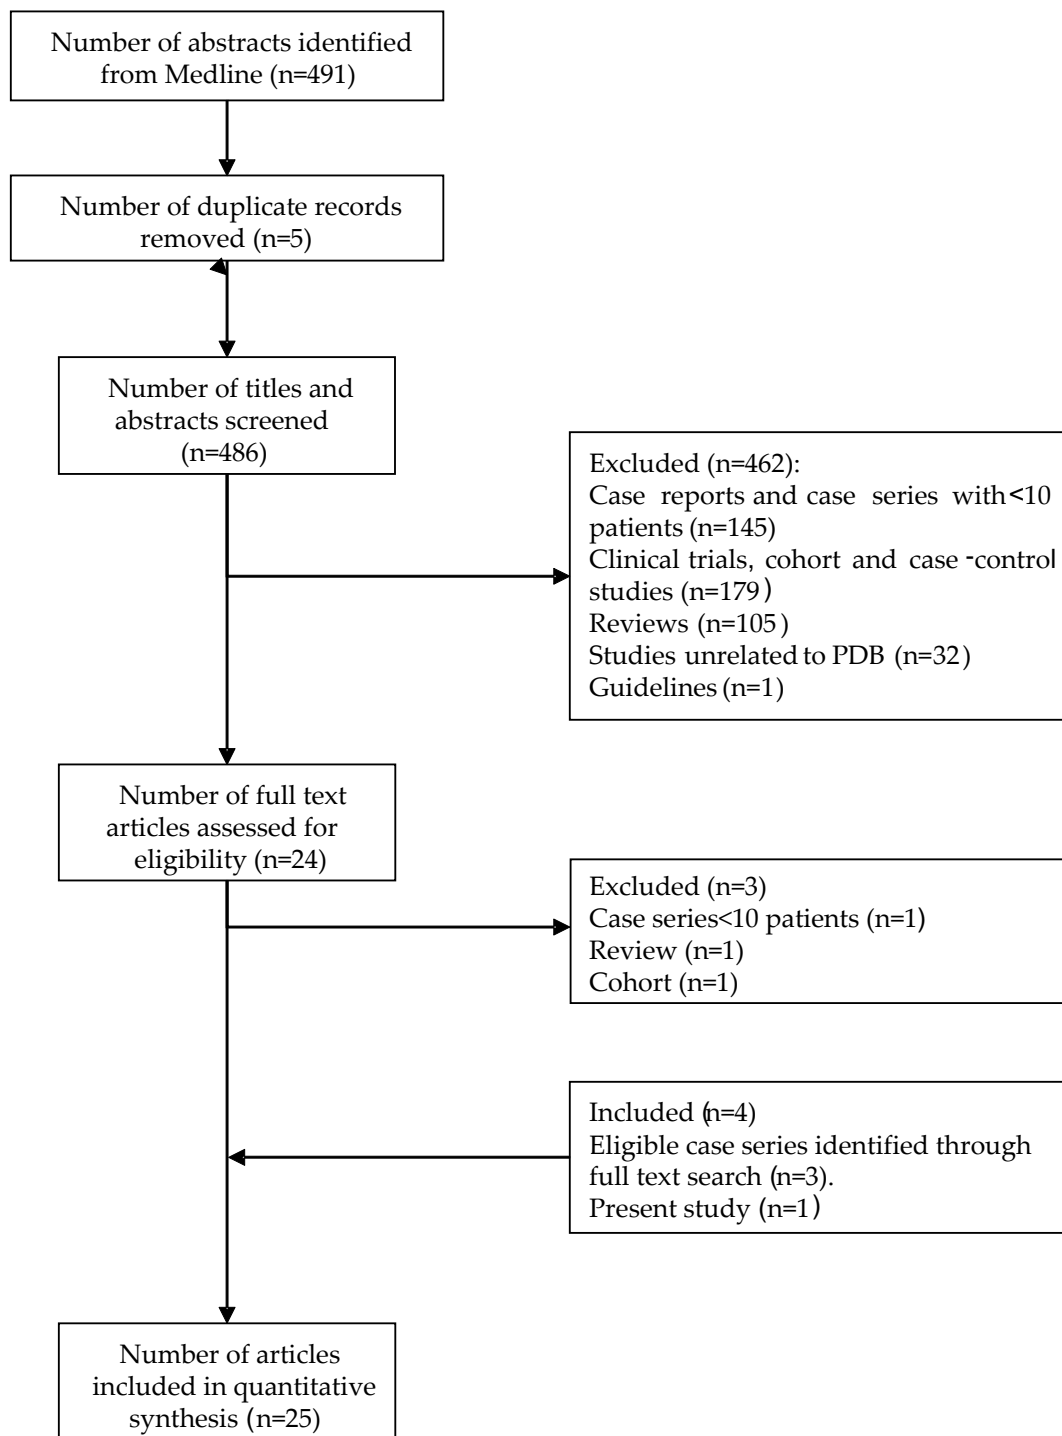 Number of abstracts identified
from Medline (n=491)
Number of duplicate records
removed (n=5)
Number of titles and
abstracts screened
(n=486)
Excluded (n=462):
Case reports and case series with<10
patients (n=145)
Clinical trials, cohort and case-control
studies (n=179)
Reviews (n=105)
Studies unrelated to PDB (n=32)
Guidelines (n=1)
Number of full text
articles assessed for
eligibility (n=24)
Excluded (n=3)
Case series<10 patients (n=1)
Review (n=1)
Cohort (n=1)
Included (n=4)
Eligible case series identified through
full text search (n=3).
Present study (n=1)
Number of articles
included in quantitative
synthesis (n=25)